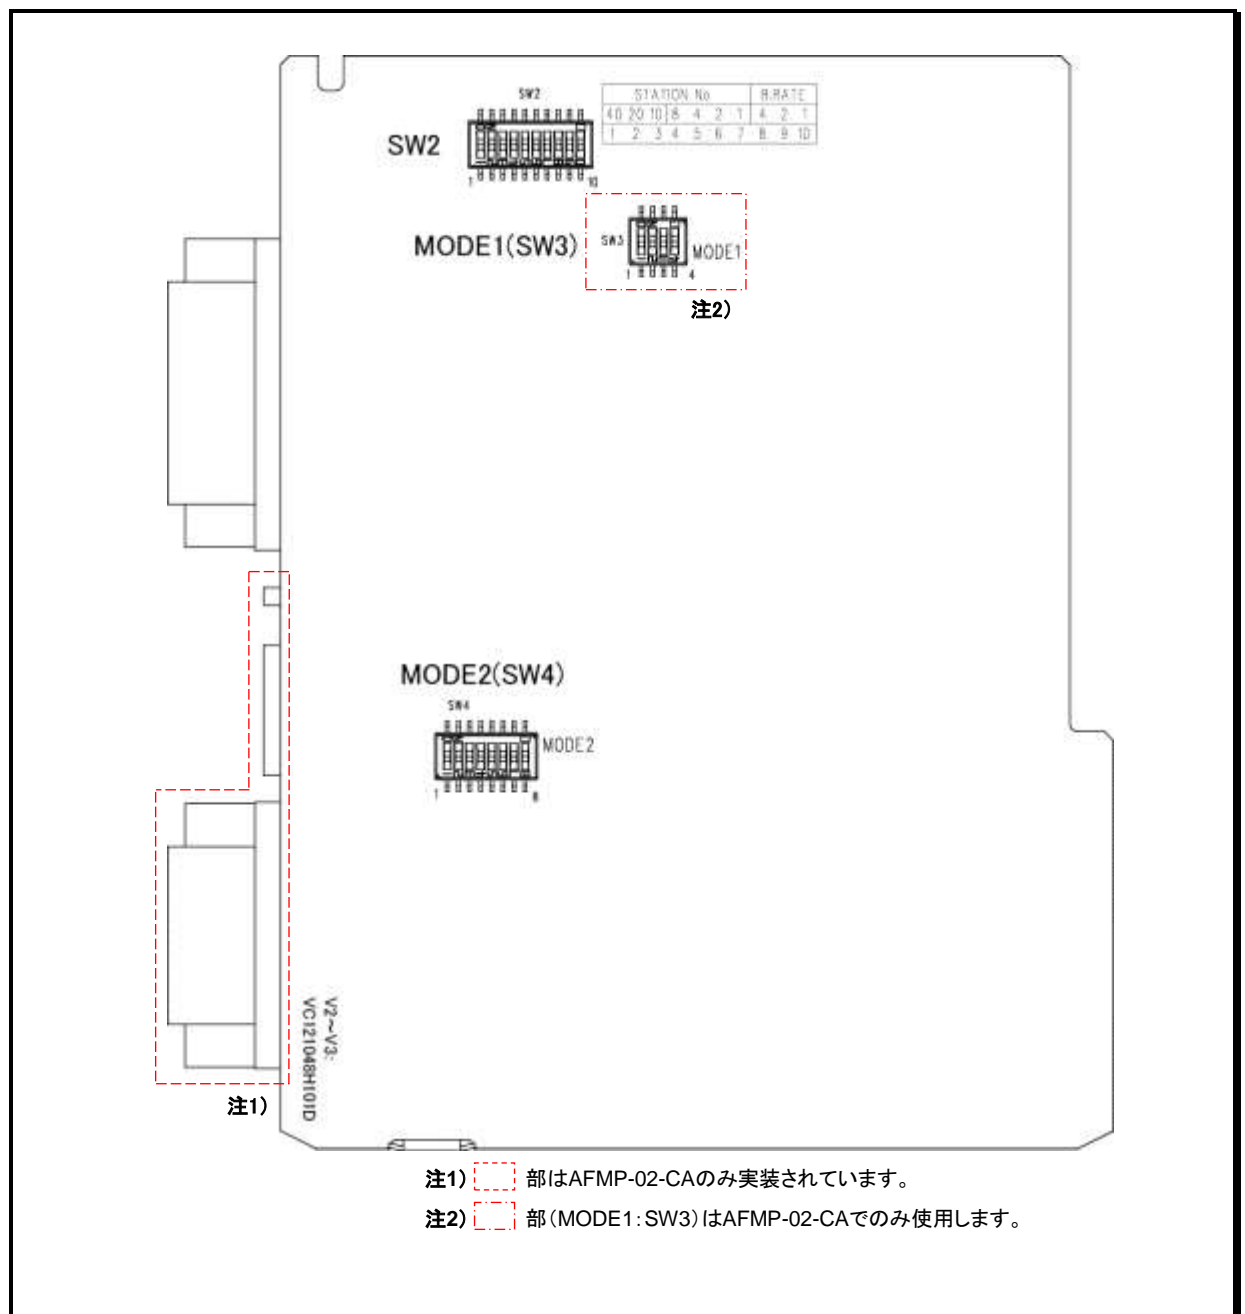 SW2
STATION No B.RATE
40 20 10 8 4 2 1 4 2 1
1 2 3 4 5 6 7 8 9 10
SW2
1 10
MODE1(SW3)
SW3
MODE1
1 4
注2)
MODE2(SW4)
SW4
MODE2
1 8
V2～V3:
VC121048H101D
注1)
注1) 部はAFMP-02-CAのみ実装されています。
注2) 部(MODE1:SW3)はAFMP-02-CAでのみ使用します。